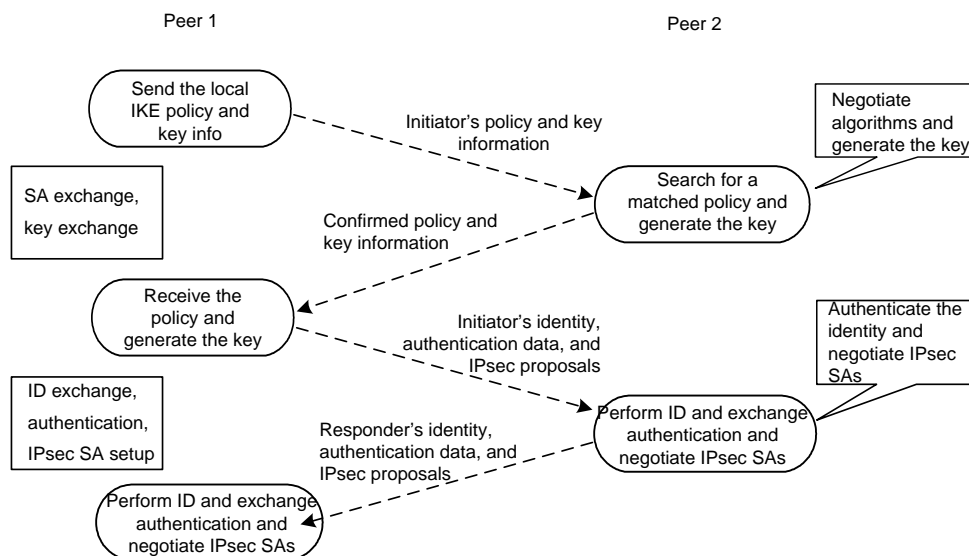 Peer 1
Peer 2
Send the local
IKE policy and
key info
Initiator's policy and key
information
Negotiate
algorithms and
generate the key
SA exchange,
key exchange
Search for a
matched policy and
generate the key
Confirmed policy and
key information
Receive the
policy and
generate the key
Initiator's identity,
authentication data, and
IPsec proposals
Authenticate the
identity and
negotiate IPsec
SAs
ID exchange,
authentication,
IPsec SA setup
Perform ID and exchange
authentication and
negotiate IPsec SAs
Responder's identity,
authentication data, and
IPsec proposals
Perform ID and exchange
authentication and
negotiate IPsec SAs